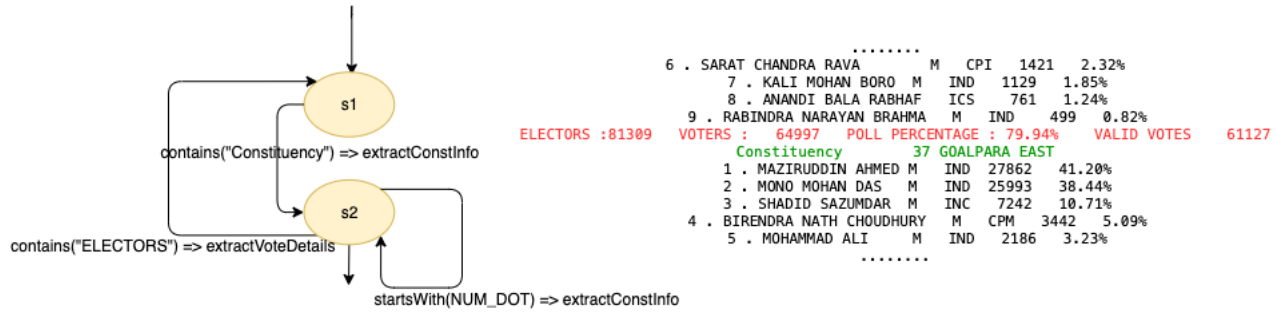 s1
contains("Constituency") => extractConstInfo
s2
contains("ELECTORS") => extractVoteDetails
startsWith(NUM_DOT) => extractConstInfo
........
6 . SARAT CHANDRA RAVA M CPI 1421 2.32%
7 . KALI MOHAN BORO M IND 1129 1.85%
8 . ANANDI BALA RABHAF ICS 761 1.24%
9 . RABINDRA NARAYAN BRAHMA M IND 499 0.82%
ELECTORS :81309 VOTERS : 64997 POLL PERCENTAGE : 79.94% VALID VOTES 61127
Constituency 37 GOALPARA EAST
1 . MAZIRUDDIN AHMED M IND 27862 41.20%
2 . MONO MOHAN DAS M IND 25993 38.44%
3 . SHADID SAZUMDAR M INC 7242 10.71%
4 . BIRENDRA NATH CHOUDHURY M CPM 3442 5.09%
5 . MOHAMMAD ALI M IND 2186 3.23%
........